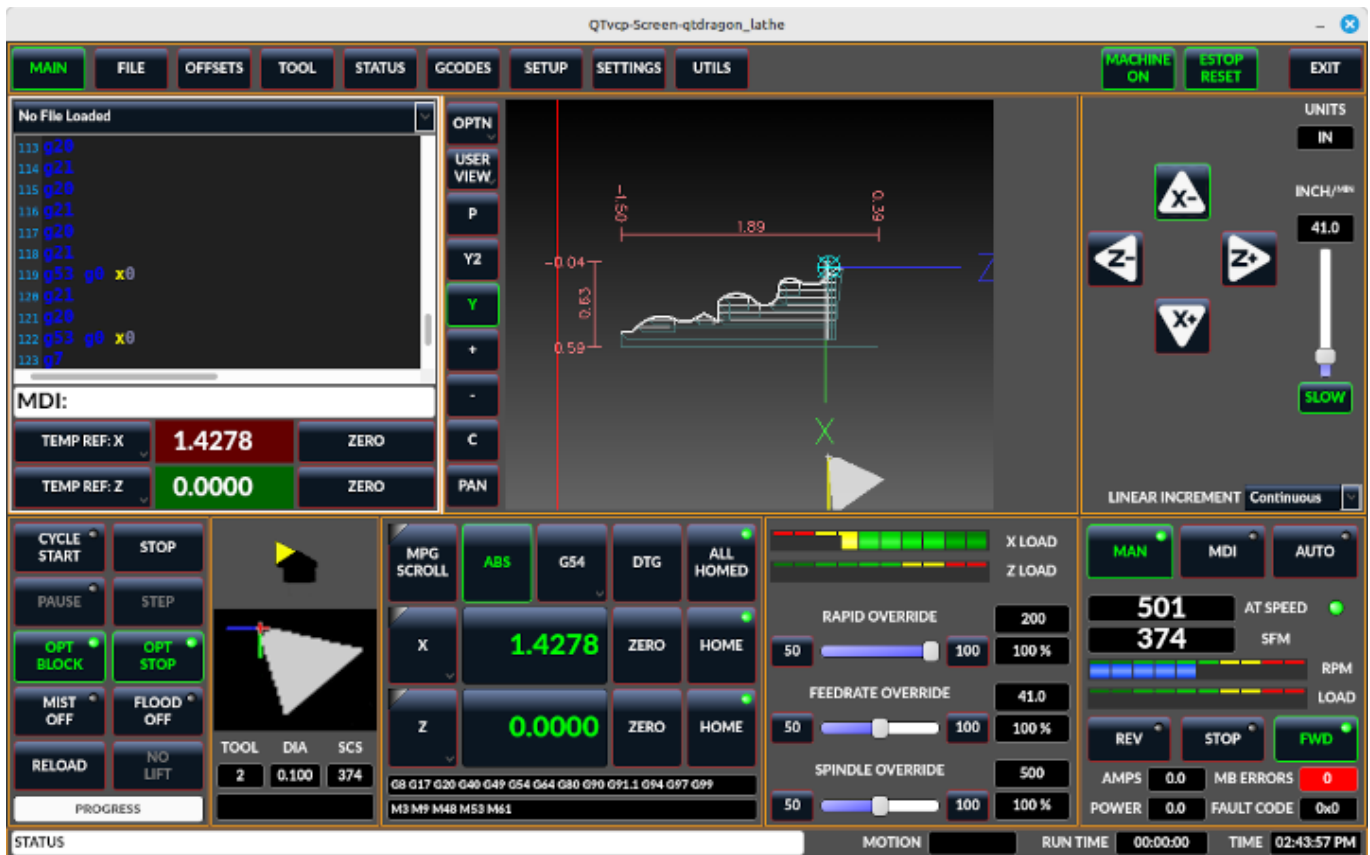 QTvcp-Screen-qtdragon_lathe
MAIN FILE OFFSETS TOOL STATUS GCODES SETUP SETTINGS UTILS
MACHINE ON
ESTOP RESET
EXIT
No File Loaded
113 g20
114 g21
115 g20
116 g21
117 g20
118 g21
119 g53 g0 x0
120 g21
121 g20
122 g53 g0 x0
123 g7
MDI:
TEMP REF: X 1.4278 ZERO
TEMP REF: Z 0.0000 ZERO
OPTN
USER VIEW
P
Y2
Y
+
-
C
PAN
-1.50
0.39
1.89
-0.04
0.63
0.59
Z
X
UNITS
IN
INCH/MIN
41.0
X-
Z-
Z+
X+
SLOW
LINEAR INCREMENT Continuous
CYCLE START
STOP
PAUSE
STEP
OPT BLOCK
OPT STOP
MIST OFF
FLOOD OFF
RELOAD
NO LIFT
PROGRESS
TOOL DIA SCS
2 0.100 374
MPG SCROLL
ABS
G54
DTG
ALL HOMED
X 1.4278 ZERO HOME
Z 0.0000 ZERO HOME
G8 G17 G20 G40 G49 G54 G64 G80 G90 G91.1 G94 G97 G99
M3 M9 M48 M53 M61
X LOAD
Z LOAD
RAPID OVERRIDE 200
50 100 100 %
FEEDRATE OVERRIDE 41.0
50 100 100 %
SPINDLE OVERRIDE 500
50 100 100 %
MAN MDI AUTO
501 AT SPEED
374 SFM
RPM
LOAD
REV STOP FWD
AMPS 0.0 MB ERRORS 0
POWER 0.0 FAULT CODE 0x0
STATUS
MOTION
RUN TIME 00:00:00
TIME 02:43:57 PM